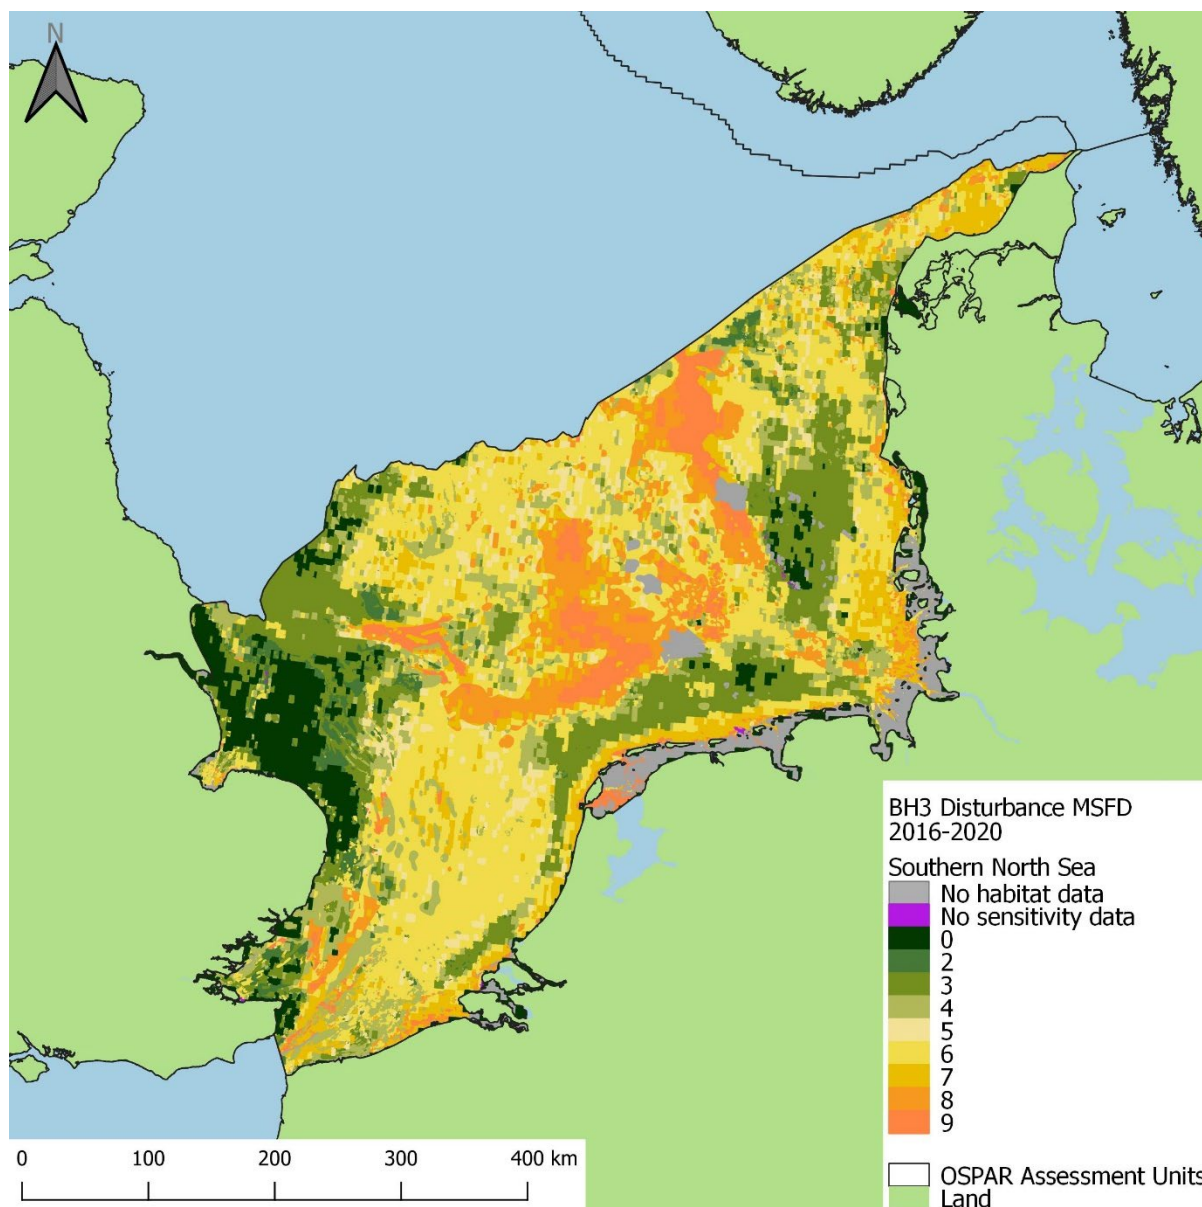 N
BH3 Disturbance MSFD
2016-2020
Southern North Sea
No habitat data
No sensitivity data
0
2
3
4
5
6
7
8
9
OSPAR Assessment Units
Land
0 100 200 300 400 km